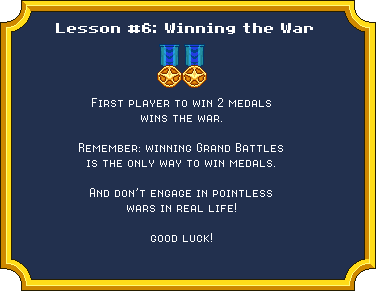 Lesson #6: Winning the War
First player to win 2 medals
wins the war.
Remember: winning Grand Battles
is the only way to win medals.
And don't engage in pointless
wars in real life!
good luck!